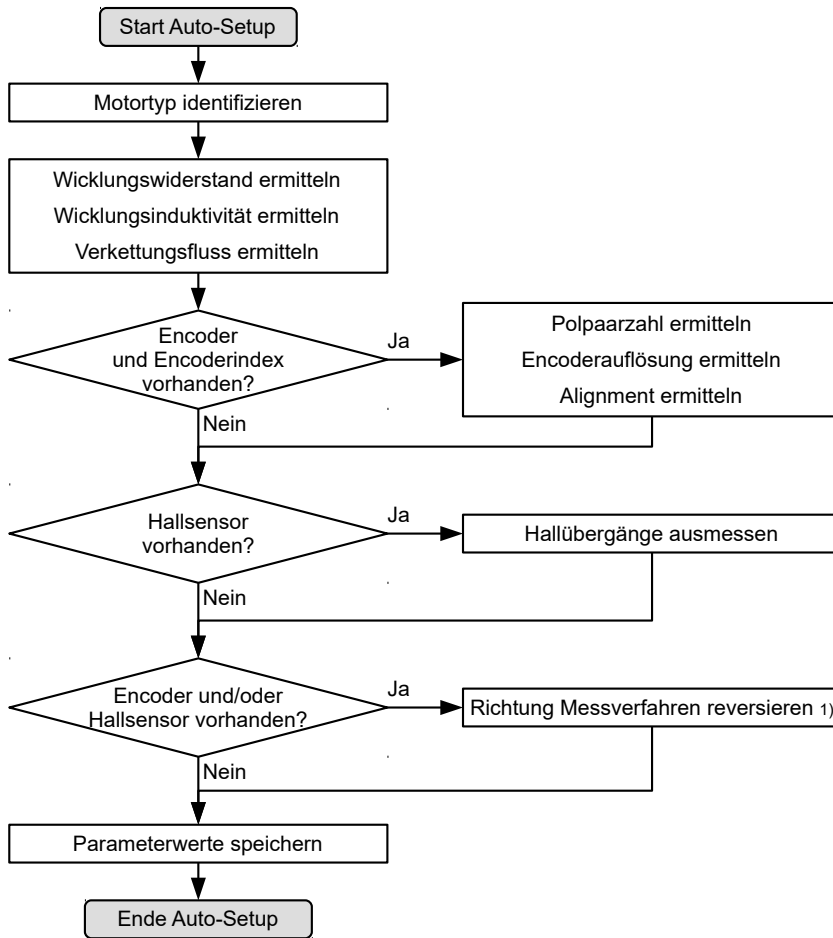 Start Auto-Setup
Motortyp identifizieren
Wicklungswiderstand ermitteln
Wicklungsinduktivität ermitteln
Verkettungsfluss ermitteln
Encoder
und Encoderindex
vorhanden?
Ja
Polpaarzahl ermitteln
Encoderauflösung ermitteln
Alignment ermitteln
Nein
Hallsensor
vorhanden?
Ja
Hallübergänge ausmessen
Nein
Encoder und/oder
Hallsensor vorhanden?
Ja
Richtung Messverfahren reversieren 1)
Nein
Parameterwerte speichern
Ende Auto-Setup